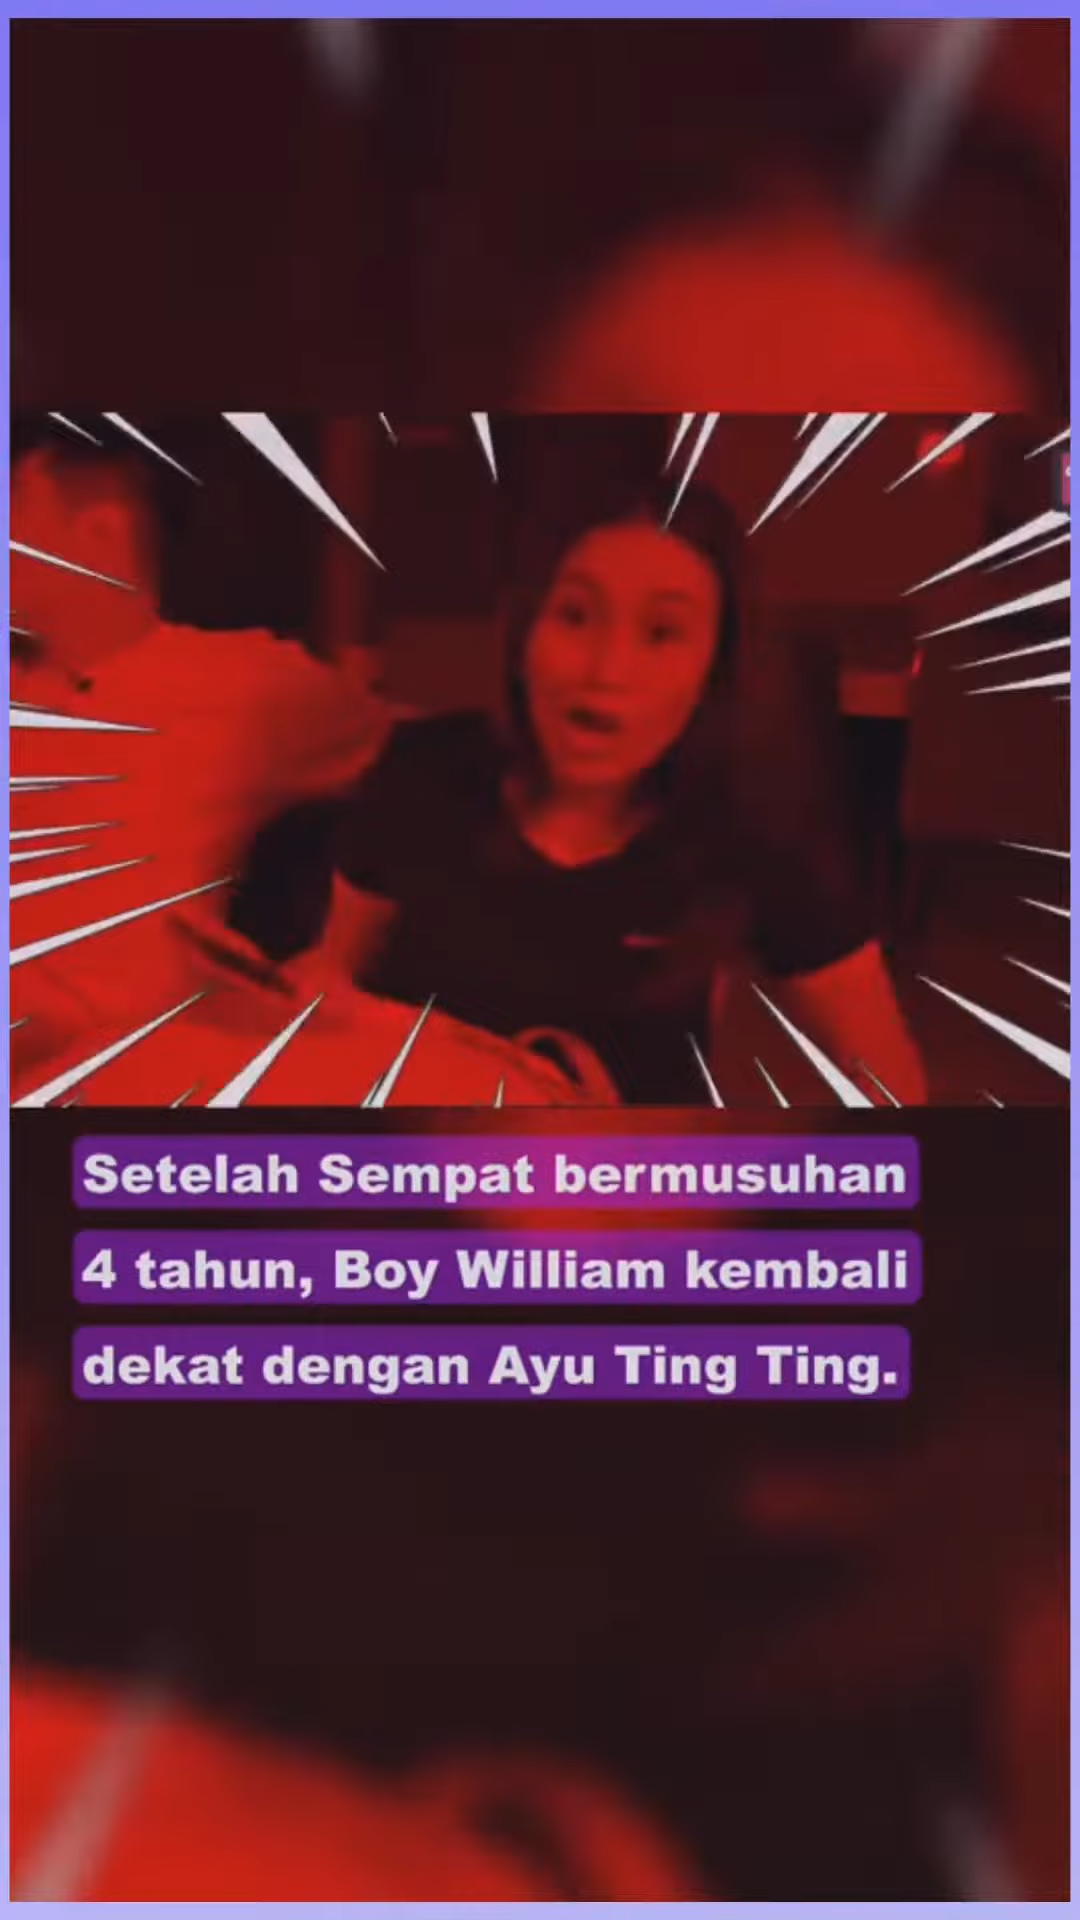 Setelah Sempat bermusuhan
4 tahun, Boy William kembali
dekat dengan Ayu Ting Ting.